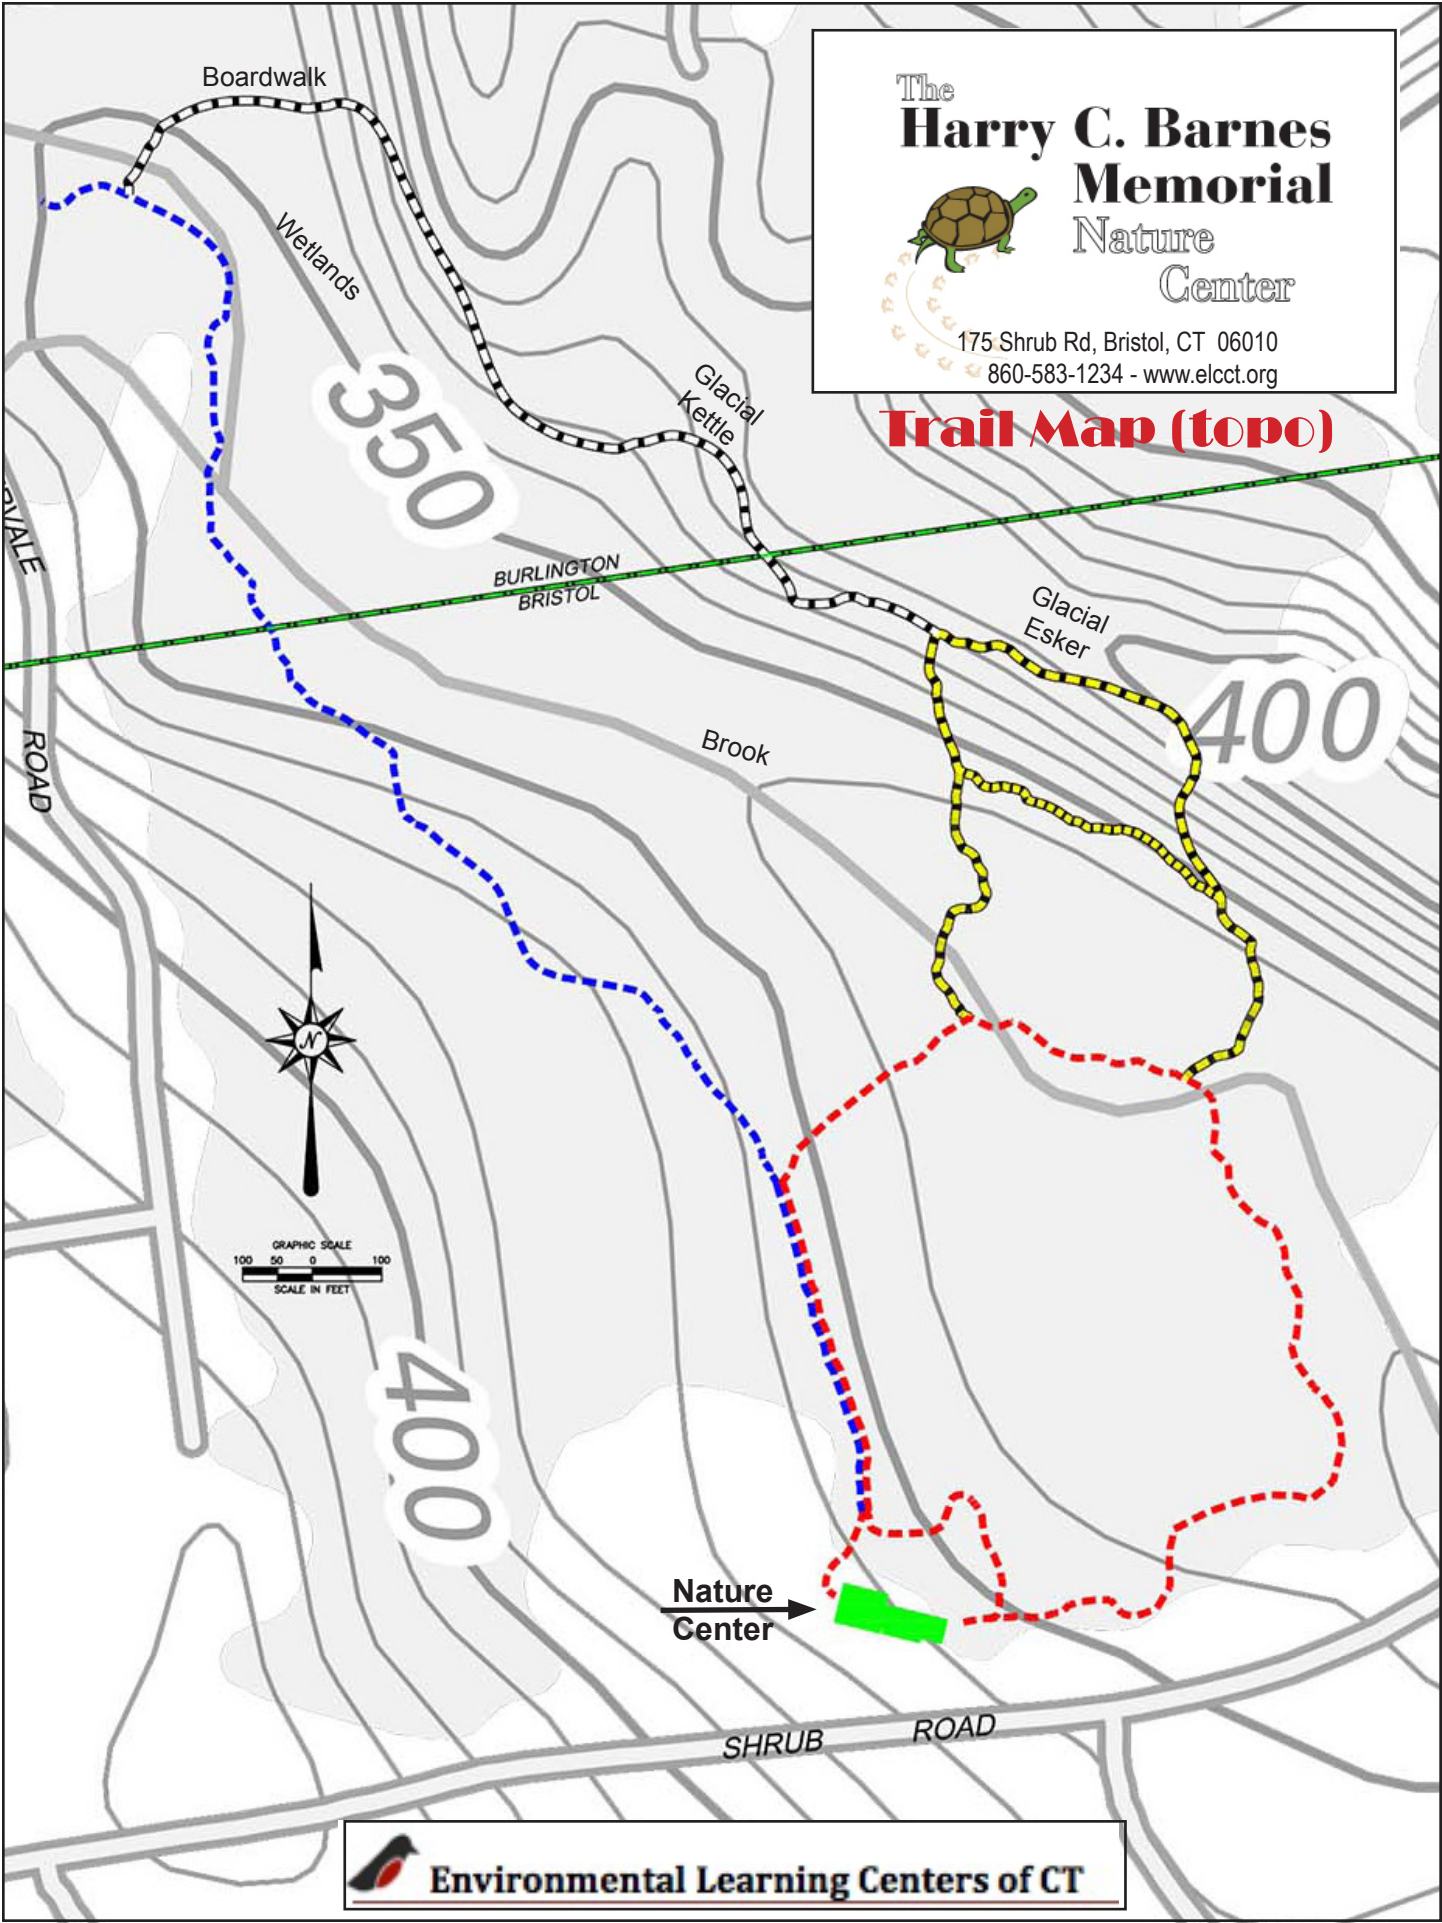 Boardwalk
The
Harry C. Barnes
Memorial
Nature
Center
175 Shrub Rd, Bristol, CT 06010
860-583-1234 - www.elcct.org
Trail Map (topo)
Wetlands
350
Glacial
Kettle
BURLINGTON
BRISTOL
Glacial
Esker
400
Brook
ROAD
N
GRAPHIC SCALE
100 50 0 100
SCALE IN FEET
400
Nature
Center
SHRUB ROAD
Environmental Learning Centers of CT